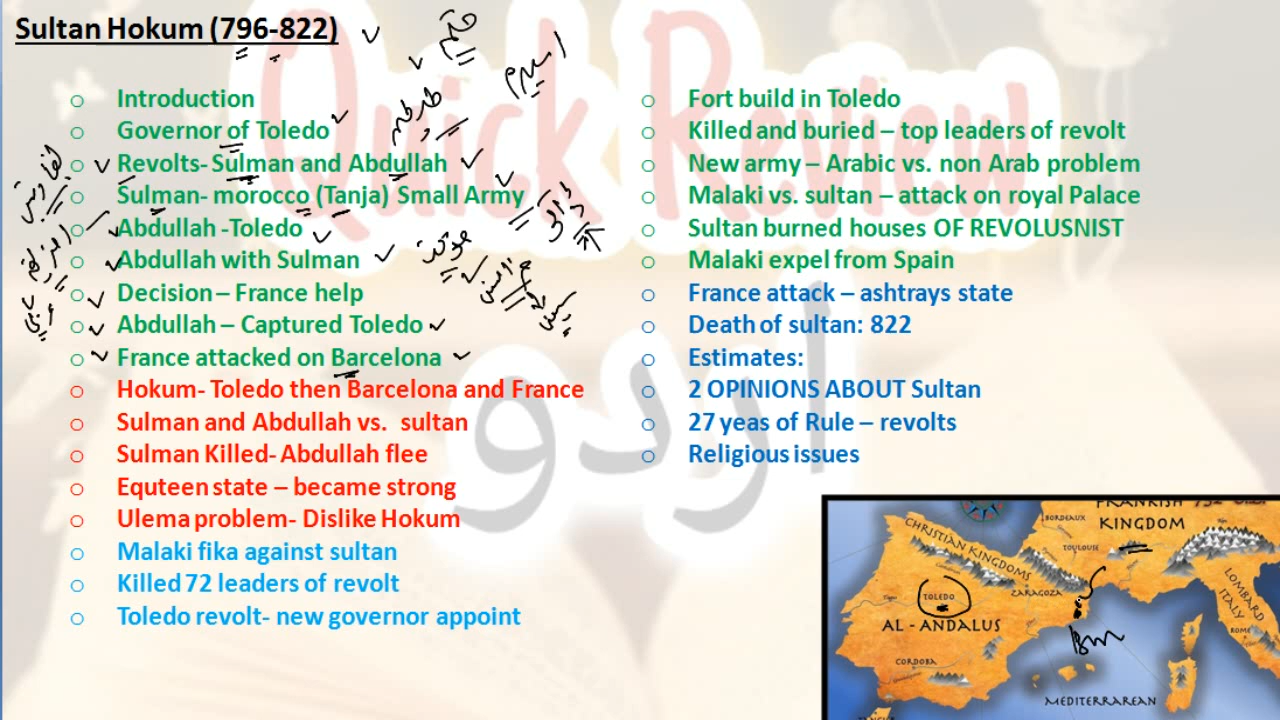 Sultan Hokum (796-822)
Quick Review
اردو
Introduction
Governor of Toledo
Revolts- Sulman and Abdullah
Sulman- morocco (Tanja) Small Army
Abdullah -Toledo
Abdullah with Sulman
Decision – France help
Abdullah – Captured Toledo
France attacked on Barcelona
Hokum- Toledo then Barcelona and France
Sulman and Abdullah vs. sultan
Sulman Killed- Abdullah flee
Equteen state – became strong
Ulema problem- Dislike Hokum
Malaki fika against sultan
Killed 72 leaders of revolt
Toledo revolt- new governor appoint
Fort build in Toledo
Killed and buried – top leaders of revolt
New army – Arabic vs. non Arab problem
Malaki vs. sultan – attack on royal Palace
Sultan burned houses OF REVOLUSNIST
Malaki expel from Spain
France attack – ashtrays state
Death of sultan: 822
Estimates:
2 OPINIONS ABOUT Sultan
27 yeas of Rule – revolts
Religious issues
FRANKISH
KINGDOM
BORDEAUX
CHRISTIAN KINGDOMS
TOULOUSE
ZARAGOZA
TOLEDO
AL - ANDALUS
CORDOBA
LOMBARD
ITALY
ROME
MEDITERRANEAN